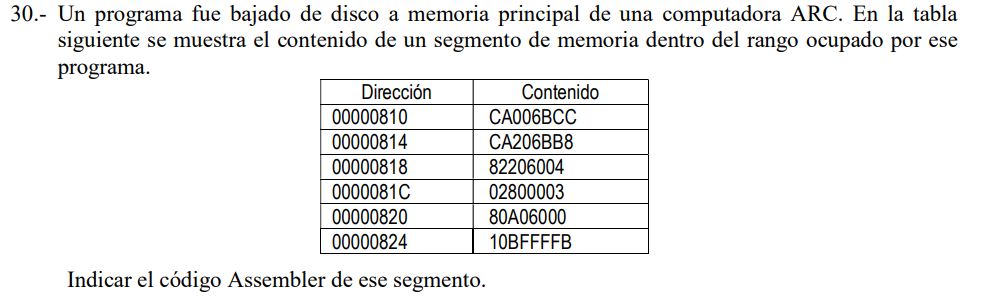 30.- Un programa fue bajado de disco a memoria principal de una computadora ARC. En la tabla
siguiente se muestra el contenido de un segmento de memoria dentro del rango ocupado por ese
programa.
Dirección Contenido
00000810 CA006BCC
00000814 CA206BB8
00000818 82206004
0000081C 02800003
00000820 80A06000
00000824 10BFFFFB
Indicar el código Assembler de ese segmento.